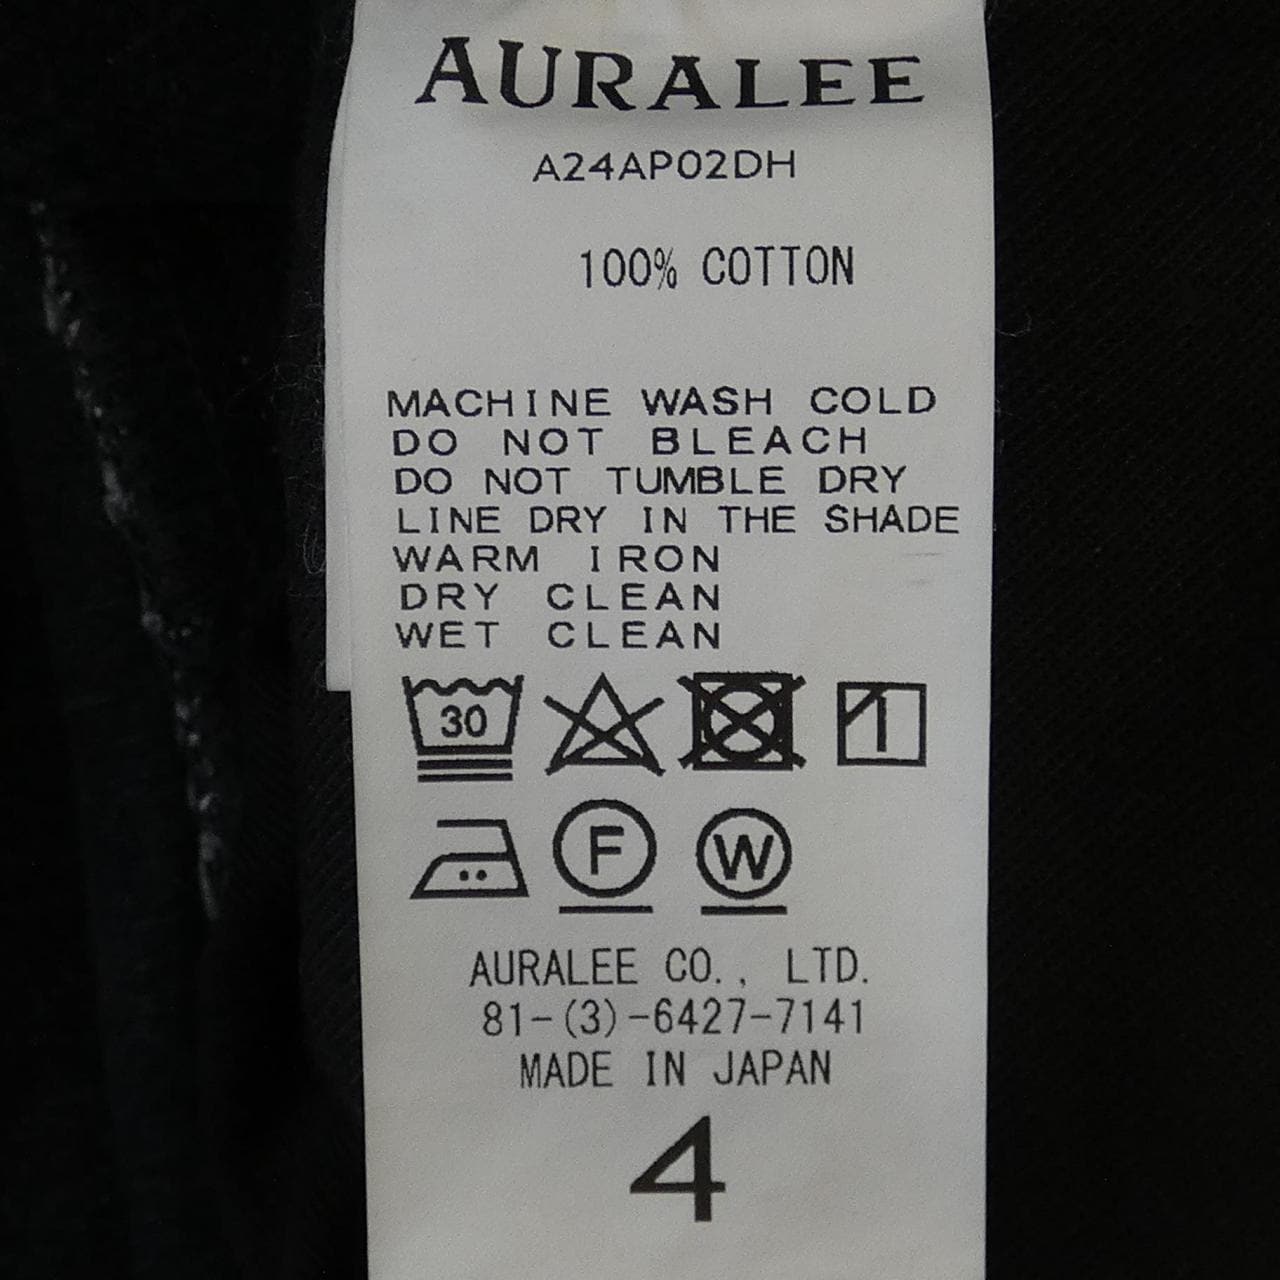 AURALEE
A24AP02DH
100% COTTON
MACHINE WASH COLD
DO NOT BLEACH
DO NOT TUMBLE DRY
LINE DRY IN THE SHADE
WARM IRON
DRY CLEAN
WET CLEAN
30
F W
AURALEE CO., LTD.
81-(3)-6427-7141
MADE IN JAPAN
4